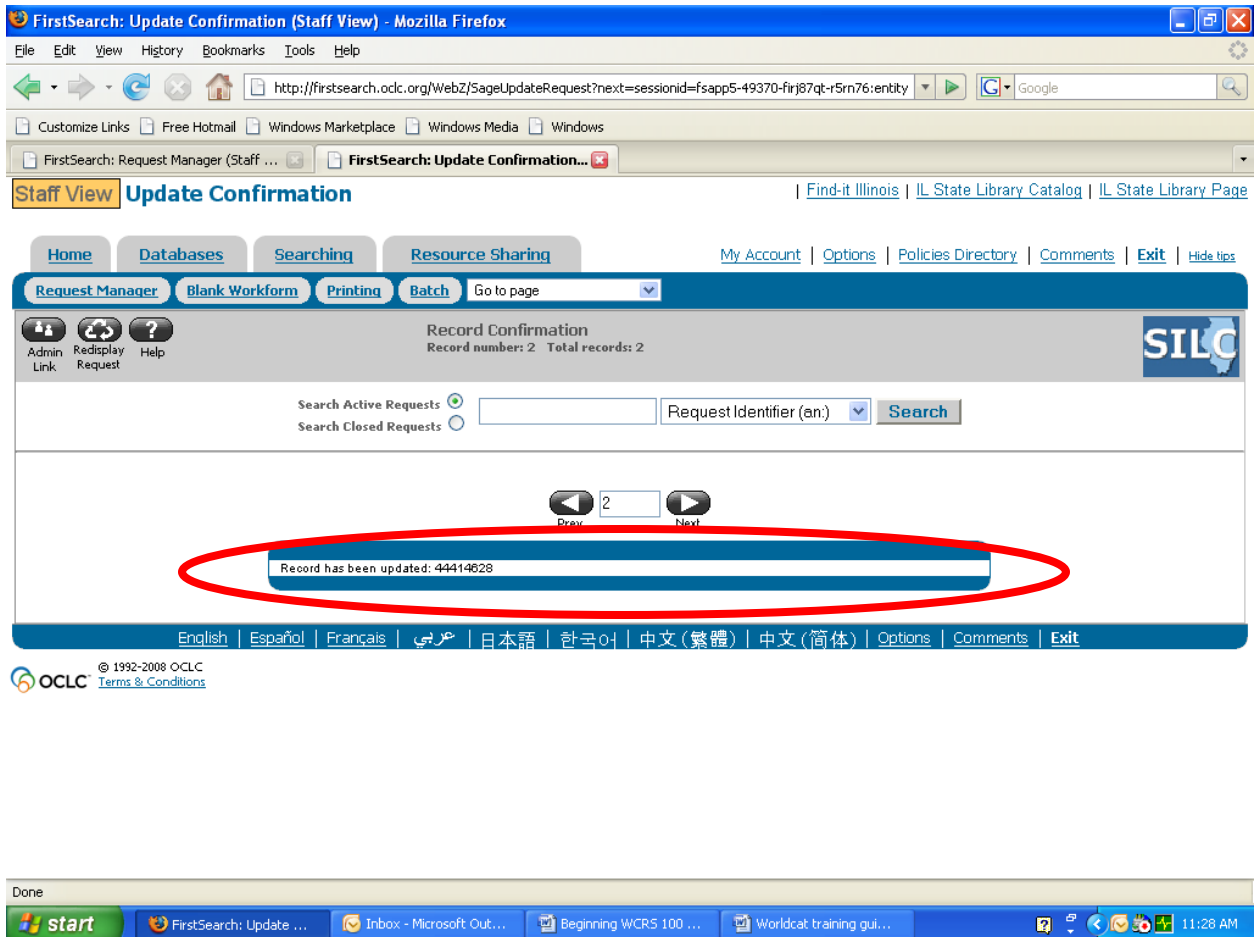 FirstSearch: Update Confirmation (Staff View) - Mozilla Firefox
File Edit View History Bookmarks Tools Help
http://firstsearch.oclc.org/WebZ/SageUpdateRequest?next=sessionid=fsapp5-49370-firj87qt-r5rn76:entity G Google
Customize Links Free Hotmail Windows Marketplace Windows Media Windows
FirstSearch: Request Manager (Staff ... FirstSearch: Update Confirmation...
Staff View Update Confirmation | Find-it Illinois | IL State Library Catalog | IL State Library Page
Home Databases Searching Resource Sharing My Account | Options | Policies Directory | Comments | Exit | Hide tips
Request Manager Blank Workform Printing Batch Go to page
Record Confirmation
Record number: 2 Total records: 2
Admin Link Redisplay Request Help
SILC
Search Active Requests
Search Closed Requests
Request Identifier (an:) Search
2
Prev Next
Record has been updated: 44414628
English | Español | Français | عربي | 日本語 | 한국어 | 中文(繁體) | 中文(简体) | Options | Comments | Exit
OCLC © 1992-2008 OCLC
Terms & Conditions
Done
start FirstSearch: Update ... Inbox - Microsoft Out... Beginning WCRS 100 ... Worldcat training gui... 11:28 AM